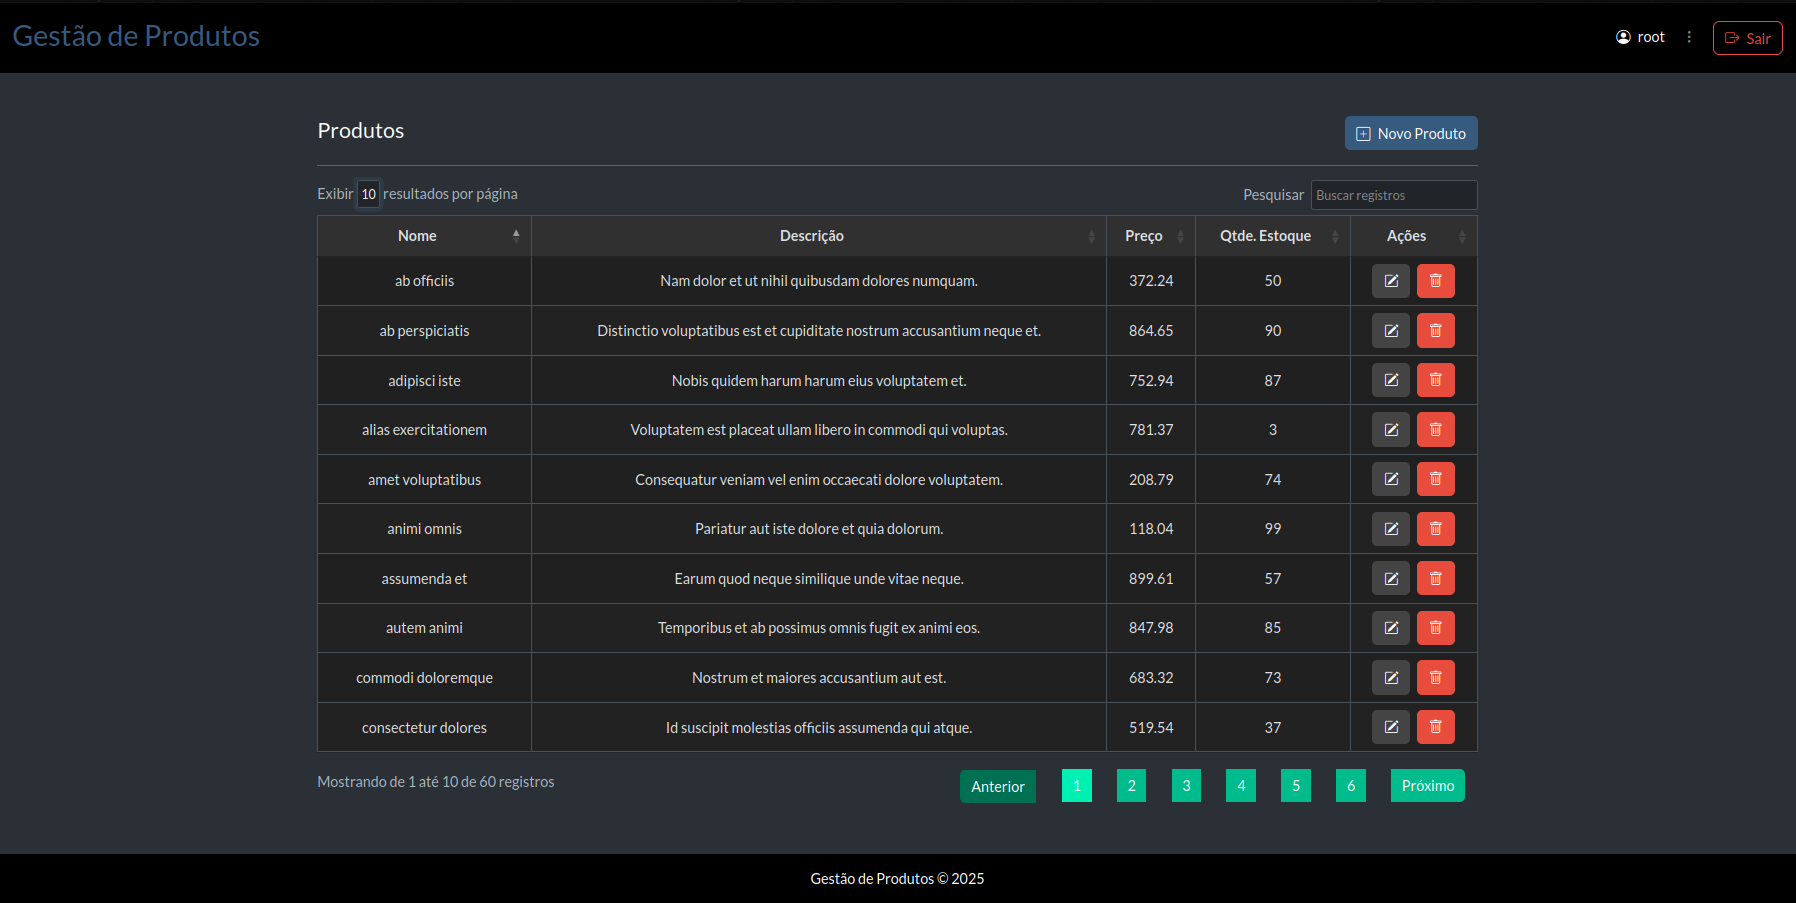 Gestão de Produtos
root
Sair
Produtos
Novo Produto
Exibir 10 resultados por página
Pesquisar Buscar registros
Nome Descrição Preço Qtde. Estoque Ações
ab officiis Nam dolor et ut nihil quibusdam dolores numquam. 372.24 50
ab perspiciatis Distinctio voluptatibus est et cupiditate nostrum accusantium neque et. 864.65 90
adipisci iste Nobis quidem harum harum eius voluptatem et. 752.94 87
alias exercitationem Voluptatem est placeat ullam libero in commodi qui voluptas. 781.37 3
amet voluptatibus Consequatur veniam vel enim occaecati dolore voluptatem. 208.79 74
animi omnis Pariatur aut iste dolore et quia dolorum. 118.04 99
assumenda et Earum quod neque similique unde vitae neque. 899.61 57
autem animi Temporibus et ab possimus omnis fugit ex animi eos. 847.98 85
commodi doloremque Nostrum et maiores accusantium aut est. 683.32 73
consectetur dolores Id suscipit molestias officiis assumenda qui atque. 519.54 37
Mostrando de 1 até 10 de 60 registros
Anterior 1 2 3 4 5 6 Próximo
Gestão de Produtos © 2025